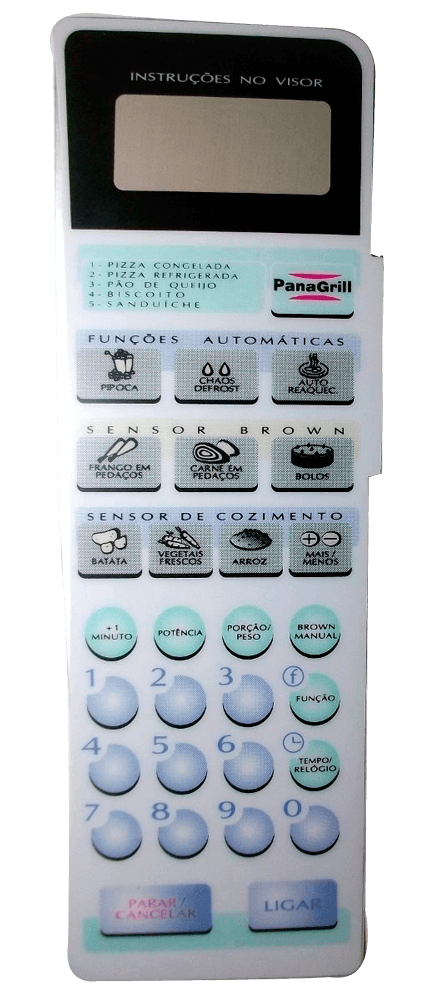 INSTRUÇÕES NO VISOR
1- PIZZA CONGELADA
2- PIZZA REFRIGERADA
3- PÃO DE QUEIJO
4- BISCOITO
5- SANDUÍCHE
PanaGrill
FUNÇÕES AUTOMÁTICAS
PIPOCA
CHAOS
DEFROST
AUTO
REAQUEC.
SENSOR BROWN
FRANGO EM
PEDAÇOS
CARNE EM
PEDAÇOS
BOLOS
SENSOR DE COZIMENTO
BATATA
VEGETAIS
FRESCOS
ARROZ
MAIS/
MENOS
+1
MINUTO
POTÊNCIA
PORÇÃO/
PESO
BROWN
MANUAL
1 2 3 f
FUNÇÃO
4 5 6
TEMPO/
RELÓGIO
7 8 9 0
PARAR/
CANCELAR
LIGAR